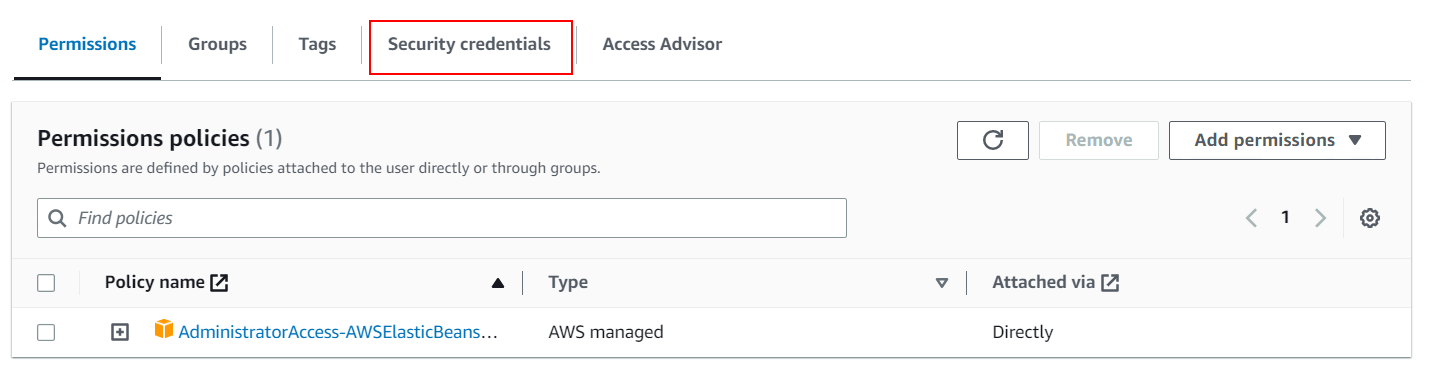 Permissions Groups Tags Security credentials Access Advisor
Permissions policies (1)
Remove Add permissions
Permissions are defined by policies attached to the user directly or through groups.
Find policies
1
Policy name Type Attached via
AdministratorAccess-AWSElasticBeans... AWS managed Directly